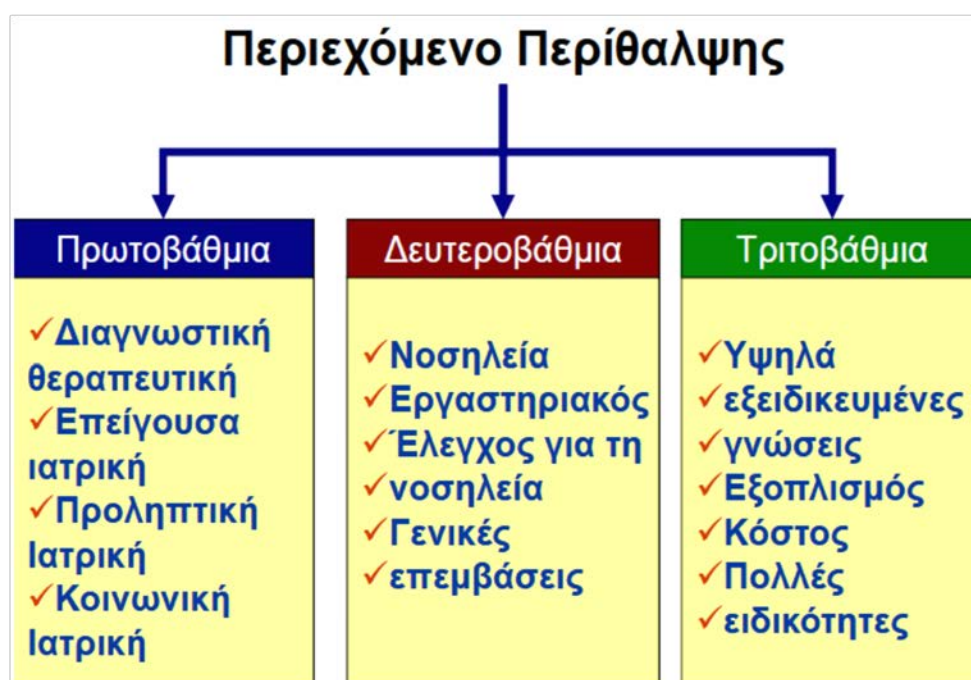 Περιεχόμενο Περίθαλψης
Πρωτοβάθμια
✓Διαγνωστική
θεραπευτική
✓Επείγουσα
ιατρική
✓Προληπτική
Ιατρική
✓Κοινωνική
Ιατρική
Δευτεροβάθμια
✓Νοσηλεία
✓Εργαστηριακός
✓Έλεγχος για τη
✓νοσηλεία
✓Γενικές
✓επεμβάσεις
Τριτοβάθμια
✓Υψηλά
✓εξειδικευμένες
✓γνώσεις
✓Εξοπλισμός
✓Κόστος
✓Πολλές
✓ειδικότητες